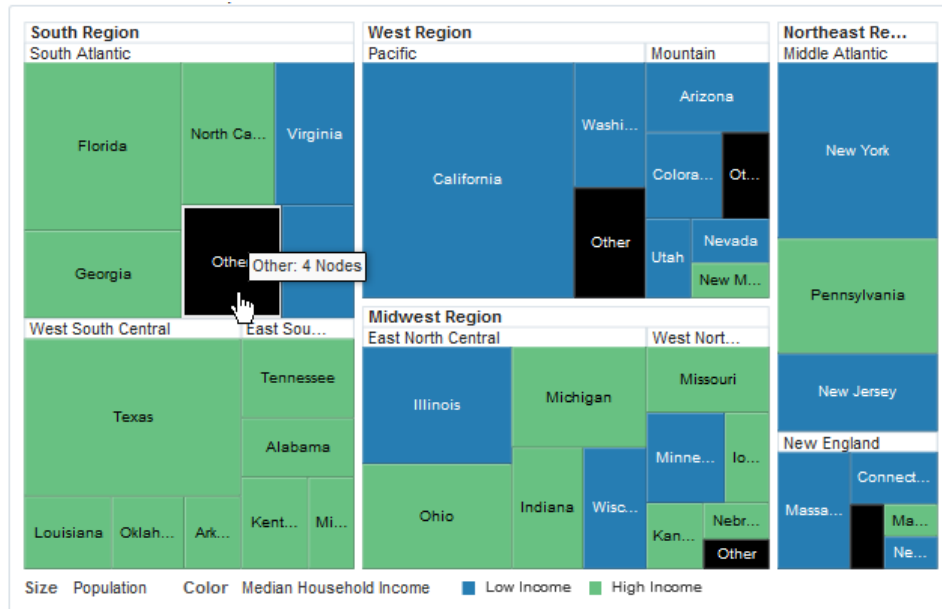 South Region
South Atlantic
Florida
North Ca...
Virginia
Georgia
Other
Other: 4 Nodes
West South Central
East Sou...
Texas
Tennessee
Alabama
Louisiana
Oklah...
Ark...
Kent...
Mi...
West Region
Pacific
Mountain
California
Washi...
Other
Arizona
Colora...
Ot...
Utah
Nevada
New M...
Midwest Region
East North Central
West Nort...
Illinois
Michigan
Ohio
Indiana
Wisc...
Missouri
Minne...
Io...
Kan...
Nebr...
Other
Northeast Re...
Middle Atlantic
New York
Pennsylvania
New Jersey
New England
Massa...
Connect...
Ma...
Ne...
Size Population Color Median Household Income Low Income High Income